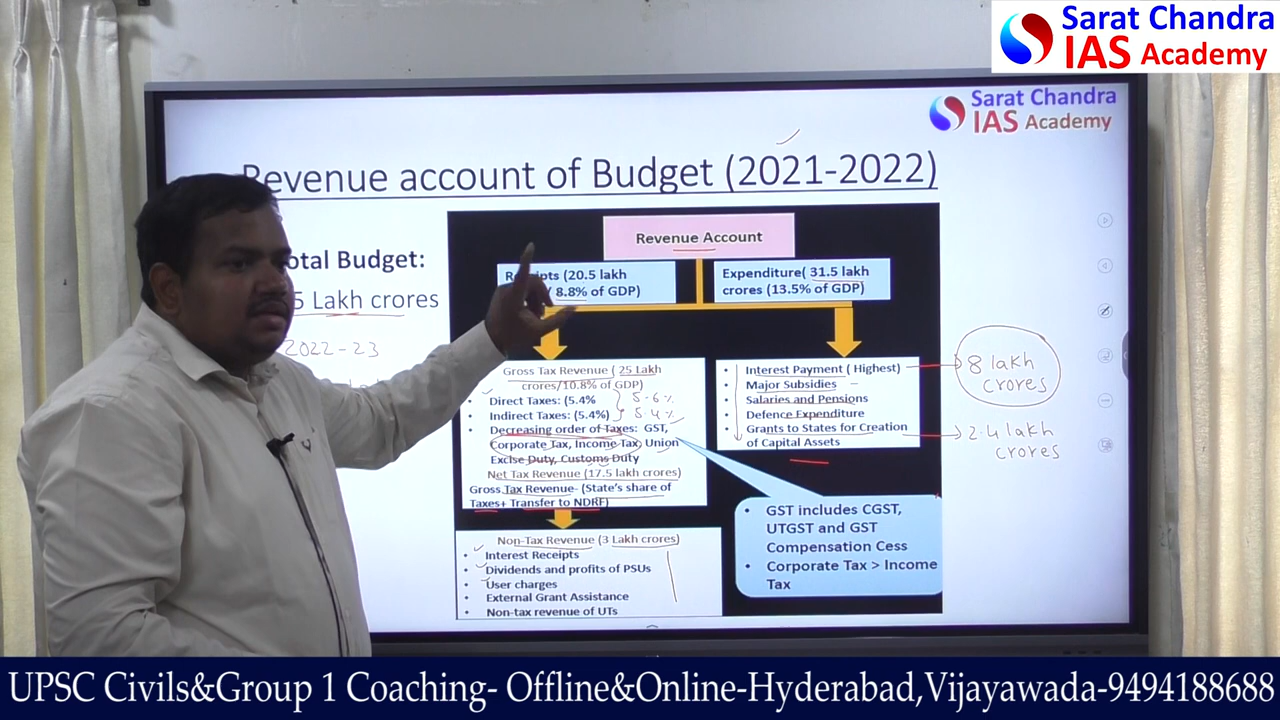 Sarat Chandra
IAS Academy
Sarat Chandra
IAS Academy
Revenue account of Budget (2021-2022)
otal Budget:
5 Lakh crores
2022-23
Revenue Account
Receipts (20.5 lakh
( 8.8% of GDP)
Expenditure( 31.5 lakh
crores (13.5% of GDP)
Gross Tax Revenue ( 25 Lakh
crores/10.8% of GDP)
• Direct Taxes: (5.4% 5.6%
• Indirect Taxes: (5.4%) 5.4%
• Decreasing order of Taxes: GST,
Corporate Tax, Income Tax, Union
Excise Duty, Customs Duty
Net Tax Revenue (17.5 lakh crores)
Gross Tax Revenue- (State's share of
Taxes+ Transfer to NDRF)
Non-Tax Revenue (3 Lakh crores)
• Interest Receipts
• Dividends and profits of PSUs
• User charges
• External Grant Assistance
• Non-tax revenue of UTs
• Interest Payment ( Highest)
• Major Subsidies
• Salaries and Pensions
• Defence Expenditure
• Grants to States for Creation
of Capital Assets
8 lakh
crores
2.4 lakh
crores
• GST includes CGST,
UTGST and GST
Compensation Cess
• Corporate Tax > Income
Tax
UPSC Civils&Group 1 Coaching- Offline&Online-Hyderabad,Vijayawada-9494188688